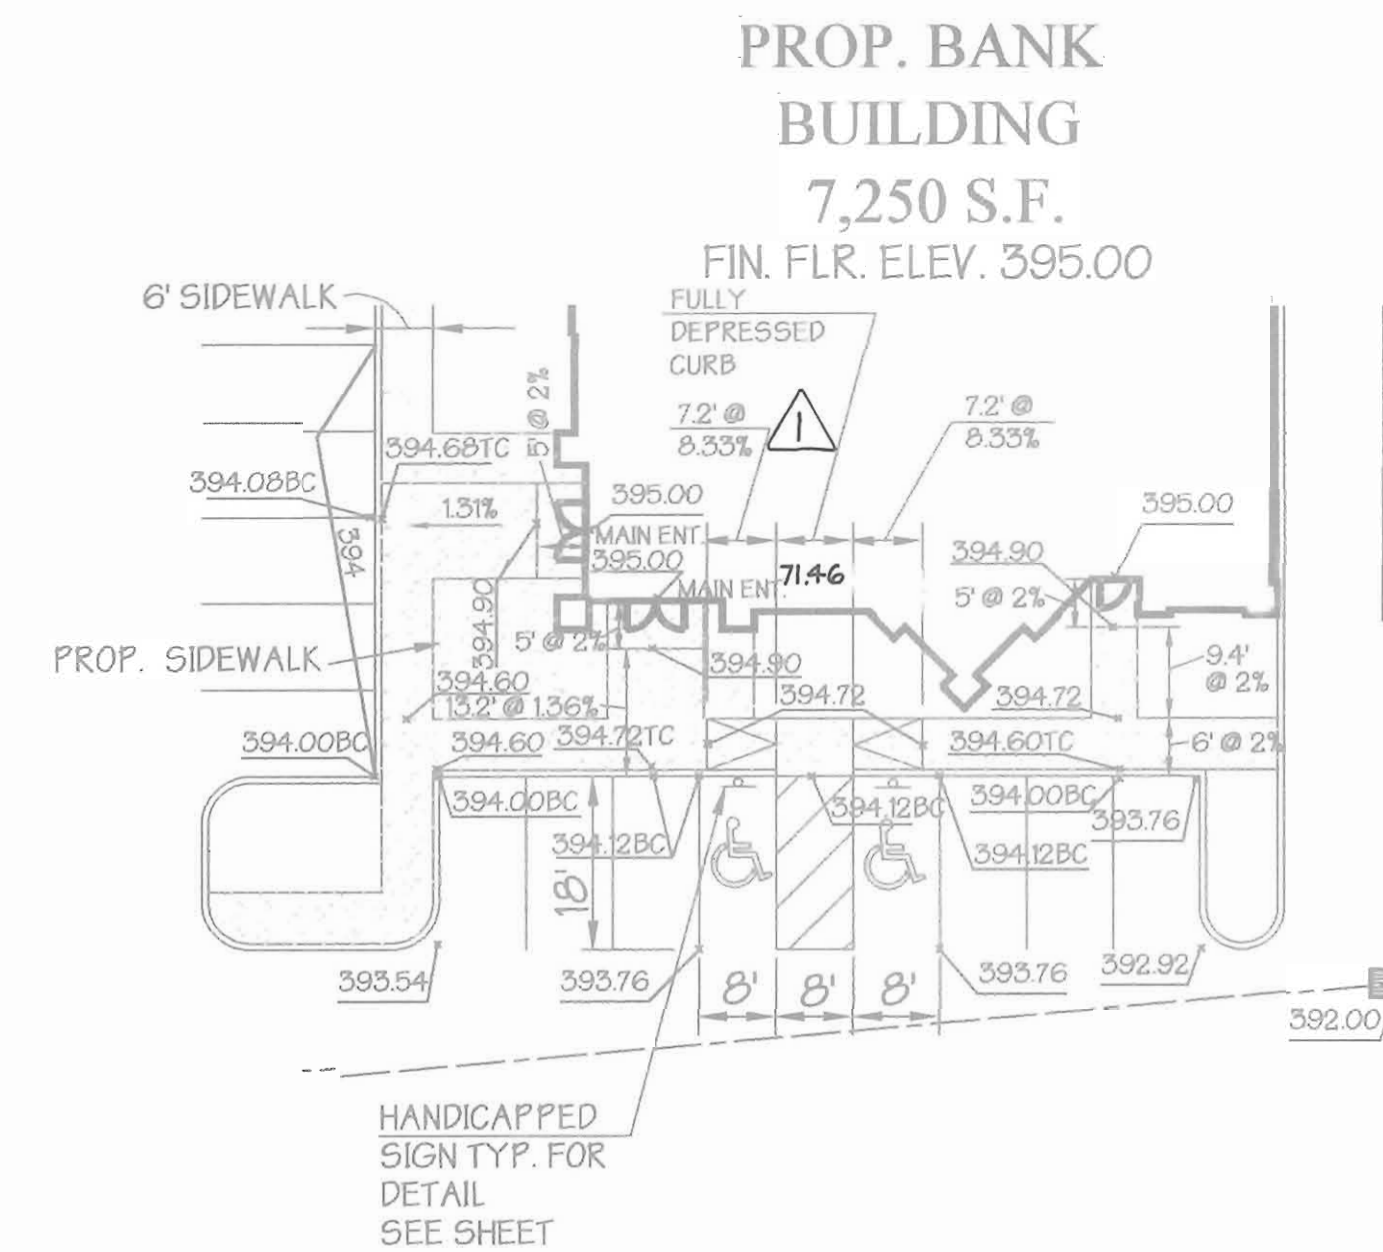 PROP. BANK
BUILDING
7,250 S.F.
FIN. FLR. ELEV. 395.00
6' SIDEWALK
FULLY
DEPRESSED
CURB
5' @ 2%
7.2' @
8.33%
1
7.2' @
8.33%
394.68TC
394.08BC
1.31%
395.00
395.00
394
MAIN ENT.
395.00
394.90
MAIN ENT.
71.46
394.90
5' @ 2%
5' @ 2%
PROP. SIDEWALK
394.90
9.4'
@ 2%
394.60
13.2' @ 1.36%
394.72
394.72
394.00BC
394.60
394.72TC
394.60TC
6' @ 2%
394.00BC
394.12BC
394.00BC
393.76
394.12BC
394.12BC
18'
393.54
393.76
8'
8'
8'
393.76
392.92
392.00
HANDICAPPED
SIGN TYP. FOR
DETAIL
SEE SHEET